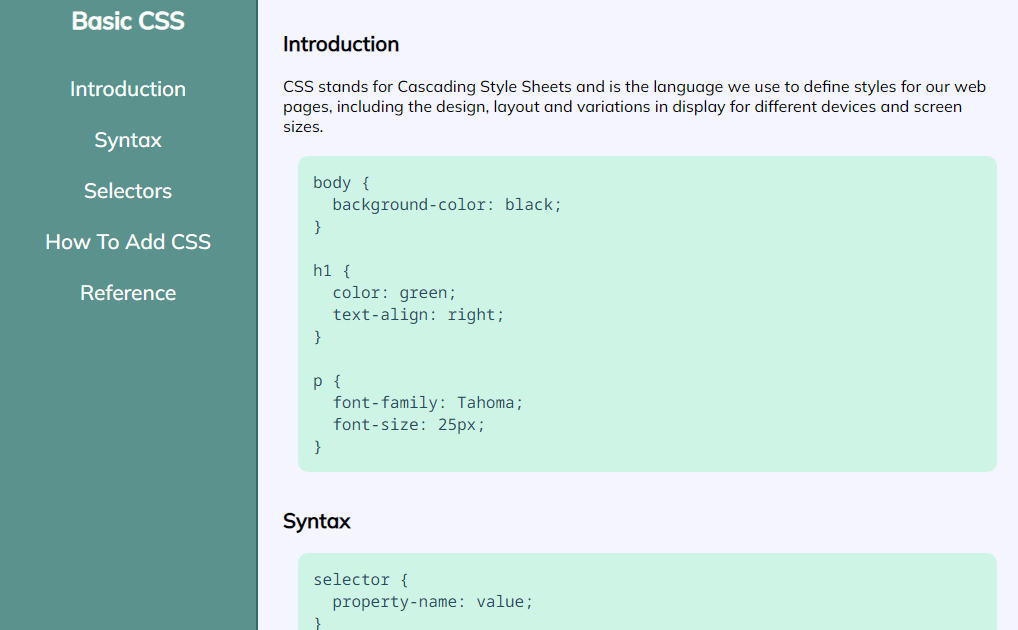 Basic CSS
Introduction
Syntax
Selectors
How To Add CSS
Reference
Introduction
CSS stands for Cascading Style Sheets and is the language we use to define styles for our web
pages, including the design, layout and variations in display for different devices and screen
sizes.
body {
  background-color: black;
}

h1 {
  color: green;
  text-align: right;
}

p {
  font-family: Tahoma;
  font-size: 25px;
}
Syntax
selector {
  property-name: value;
}